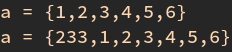 a = {1,2,3,4,5,6}
a = {233,1,2,3,4,5,6}